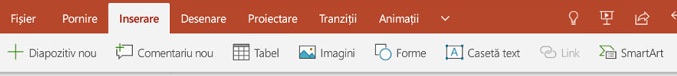 Fișier Pornire Inserare Desenare Proiectare Tranziții Animații
Diapozitiv nou Comentariu nou Tabel Imagini Forme A Casetă text Link SmartArt